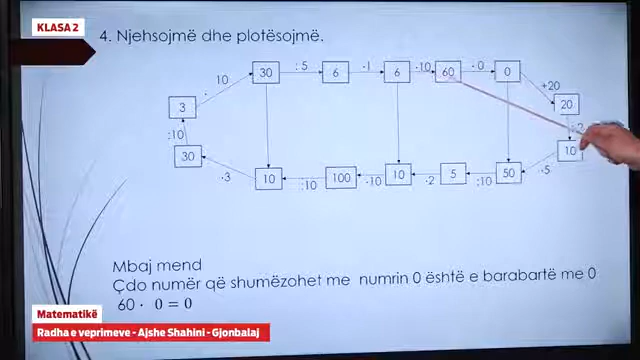 KLASA 2
4. Njehsojmë dhe plotësojmë.
30 :5 6 ·1 6 ·10 60 ·0 0
· 10
+20
3
20
:10
:2
30
10
·3 10 :10 100 ·10 10 ·2 5 :10 50 ·5
Mbaj mend
Çdo numër që shumëzohet me numrin 0 është e barabartë me 0
60 · 0 = 0
Matematikë
Radha e veprimeve - Ajshe Shahini - Gjonbalaj